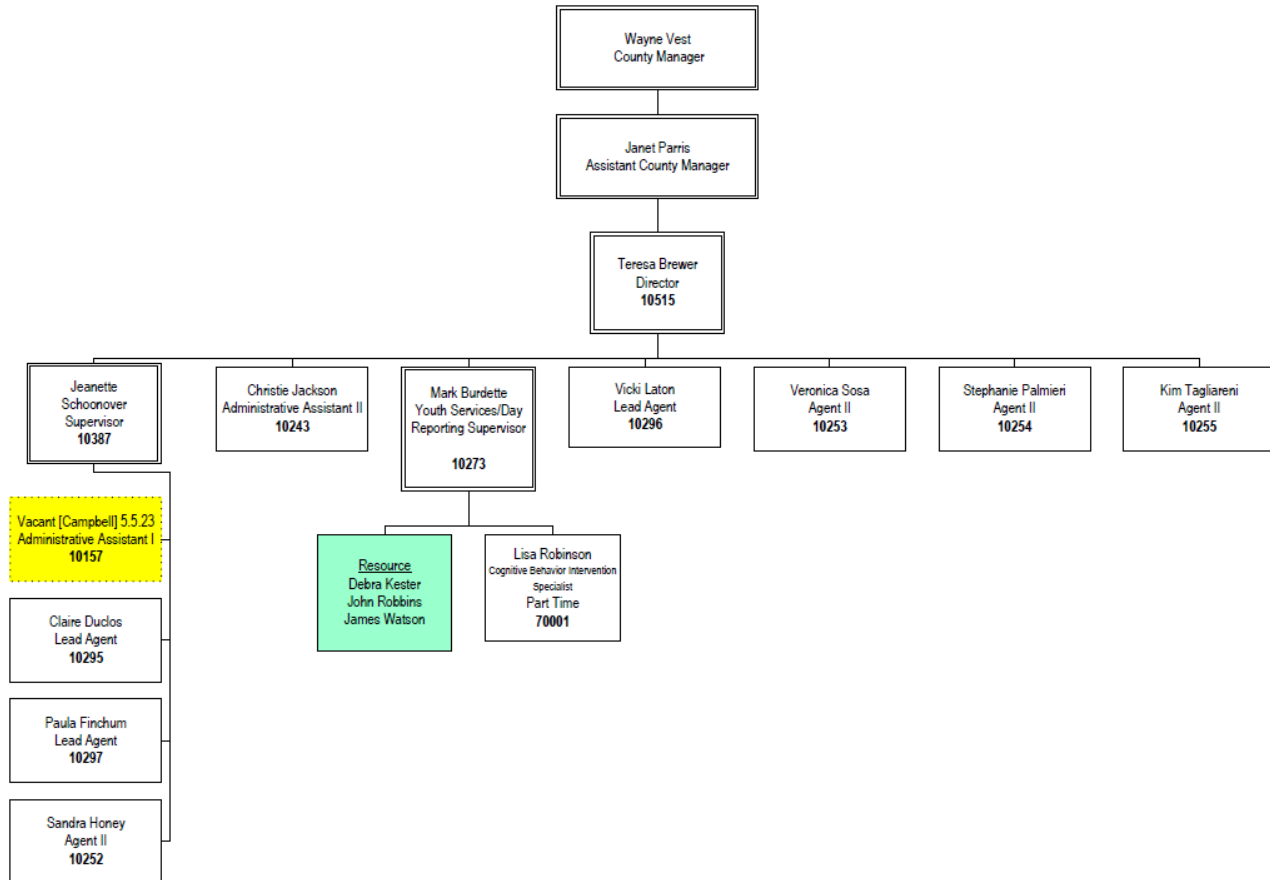 Wayne Vest
County Manager
Janet Parris
Assistant County Manager
Teresa Brewer
Director
10515
Jeanette
Schoonover
Supervisor
10387
Christie Jackson
Administrative Assistant II
10243
Mark Burdette
Youth Services/Day
Reporting Supervisor
10273
Vicki Laton
Lead Agent
10296
Veronica Sosa
Agent II
10253
Stephanie Palmieri
Agent II
10254
Kim Tagliareni
Agent II
10255
Vacant [Campbell] 5.5.23
Administrative Assistant I
10157
Claire Duclos
Lead Agent
10295
Paula Finchum
Lead Agent
10297
Sandra Honey
Agent II
10252
Resource
Debra Kester
John Robbins
James Watson
Lisa Robinson
Cognitive Behavior Intervention
Specialist
Part Time
70001